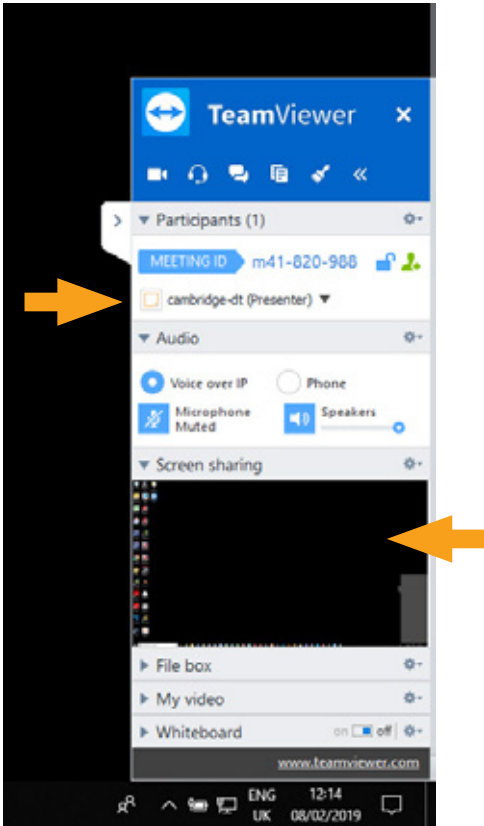 TeamViewer
Participants (1)
MEETING ID m41-820-988
cambridge-dt (Presenter)
Audio
Voice over IP Phone
Microphone Muted
Speakers
Screen sharing
File box
My video
Whiteboard on off
www.teamviewer.com
ENG 12:14
UK 08/02/2019